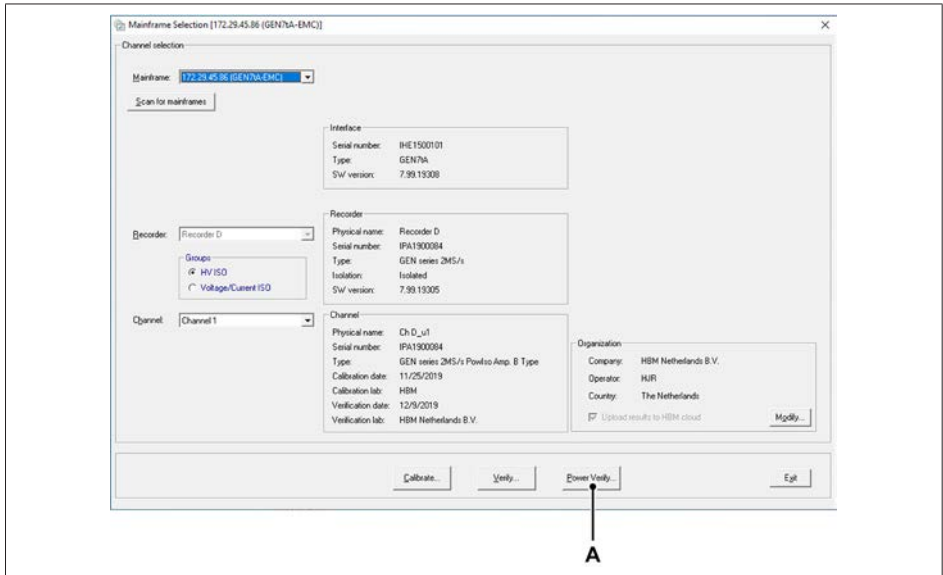 Mainframe Selection [172.29.45.86 (GEN7tA-EMC)]
Channel selection
Mainframe: 172.29.45.86 (GEN7tA-EMC)
Scan for mainframes
Interface
Serial number: IHE1500101
Type: GEN7tA
SW version: 7.99.19308
Recorder: Recorder D
Groups
HV ISO
Voltage/Current ISO
Recorder
Physical name: Recorder D
Serial number: IPA1900084
Type: GEN series 2MS/s
Isolation: Isolated
SW version: 7.99.19305
Channel: Channel 1
Channel
Physical name: Ch D_u1
Serial number: IPA1900084
Type: GEN series 2MS/s PowIso Amp. B Type
Calibration date: 11/25/2019
Calibration lab: HBM
Verification date: 12/9/2019
Verification lab: HBM Netherlands B.V.
Organization
Company: HBM Netherlands B.V.
Operator: HJR
Country: The Netherlands
Upload results to HBM cloud
Modify...
Calibrate...
Verify...
Power Verify...
Exit
A